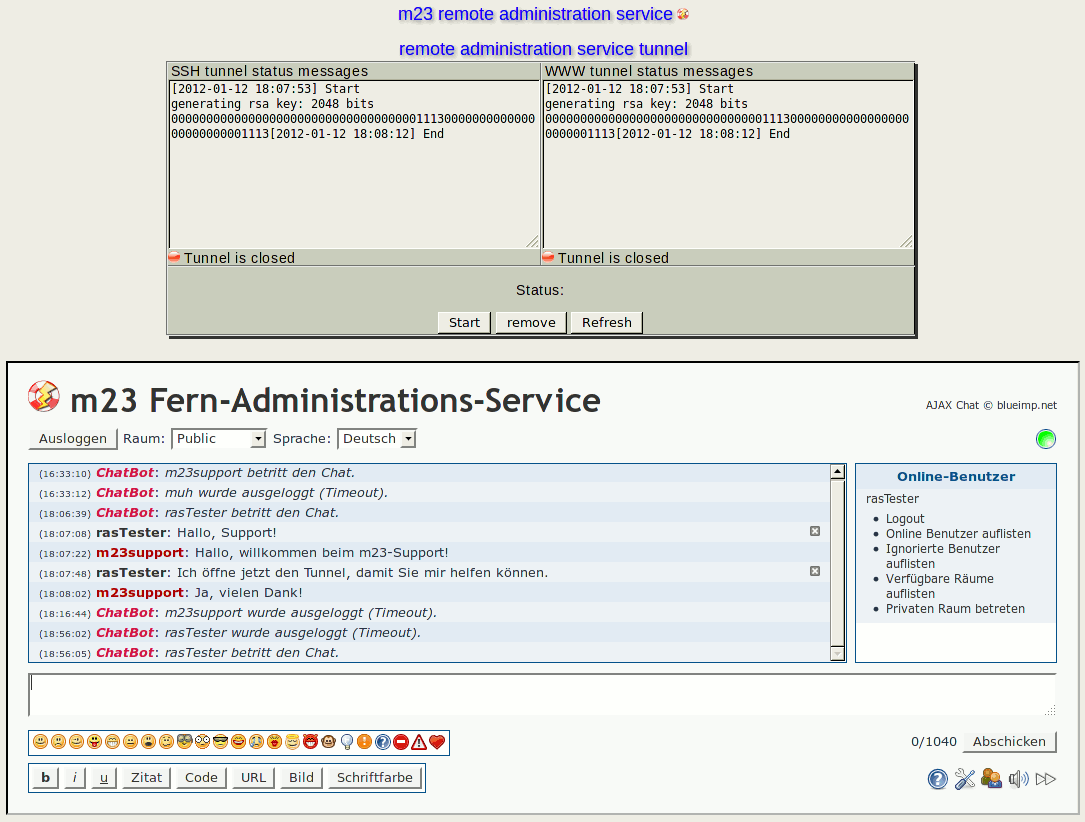 m23 remote administration service
remote administration service tunnel
SSH tunnel status messages
WWW tunnel status messages
[2012-01-12 18:07:53] Start
generating rsa key: 2048 bits
000000000000000000000000000000000011130000000000000
00000000001113[2012-01-12 18:08:12] End
[2012-01-12 18:07:53] Start
generating rsa key: 2048 bits
000000000000000000000000000000111300000000000000000
0000001113[2012-01-12 18:08:12] End
Tunnel is closed
Tunnel is closed
Status:
Start remove Refresh
m23 Fern-Administrations-Service
AJAX Chat © blueimp.net
Ausloggen Raum: Public Sprache: Deutsch
(16:33:10) ChatBot: m23support betritt den Chat.
(16:33:12) ChatBot: muh wurde ausgeloggt (Timeout).
(18:06:39) ChatBot: rasTester betritt den Chat.
(18:07:08) rasTester: Hallo, Support!
(18:07:22) m23support: Hallo, willkommen beim m23-Support!
(18:07:48) rasTester: Ich öffne jetzt den Tunnel, damit Sie mir helfen können.
(18:08:02) m23support: Ja, vielen Dank!
(18:16:44) ChatBot: m23support wurde ausgeloggt (Timeout).
(18:56:02) ChatBot: rasTester wurde ausgeloggt (Timeout).
(18:56:05) ChatBot: rasTester betritt den Chat.
Online-Benutzer
rasTester
Logout
Online Benutzer auflisten
Ignorierte Benutzer
auflisten
Verfügbare Räume
auflisten
Privaten Raum betreten
0/1040 Abschicken
b i u Zitat Code URL Bild Schriftfarbe